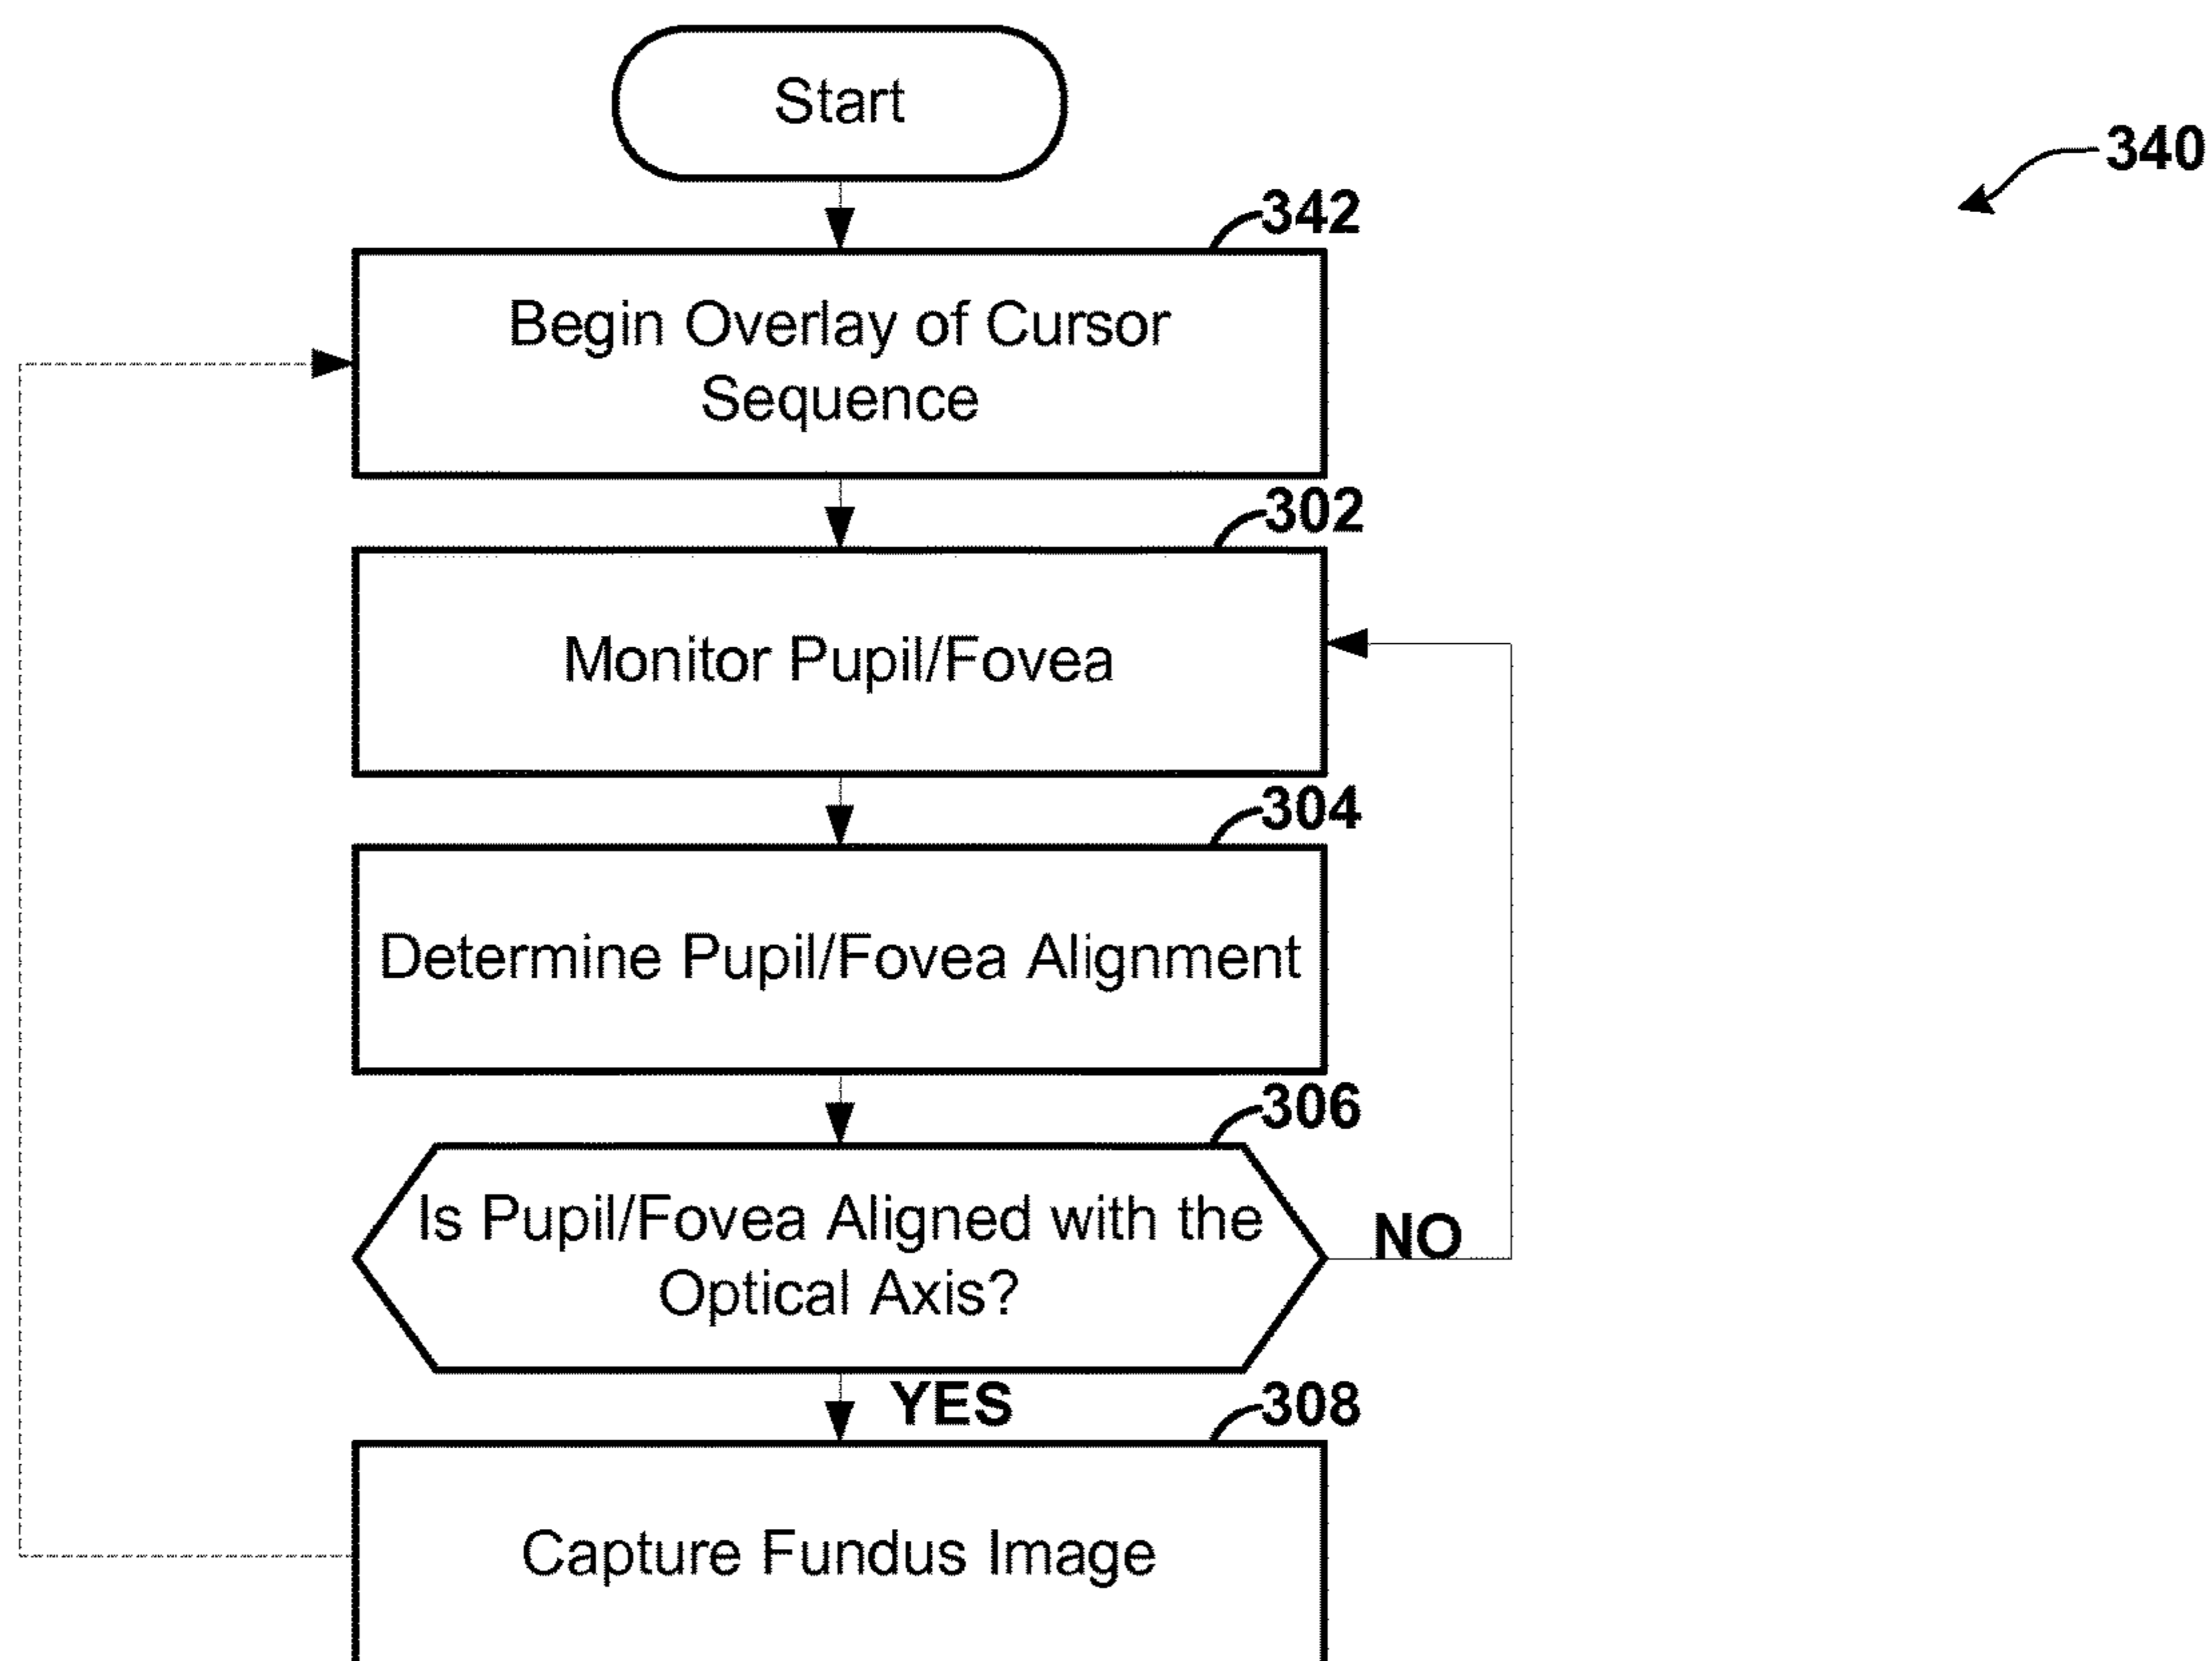 Start
340
342
Begin Overlay of Cursor
Sequence
302
Monitor Pupil/Fovea
304
Determine Pupil/Fovea Alignment
306
Is Pupil/Fovea Aligned with the
Optical Axis?
NO
YES
308
Capture Fundus Image